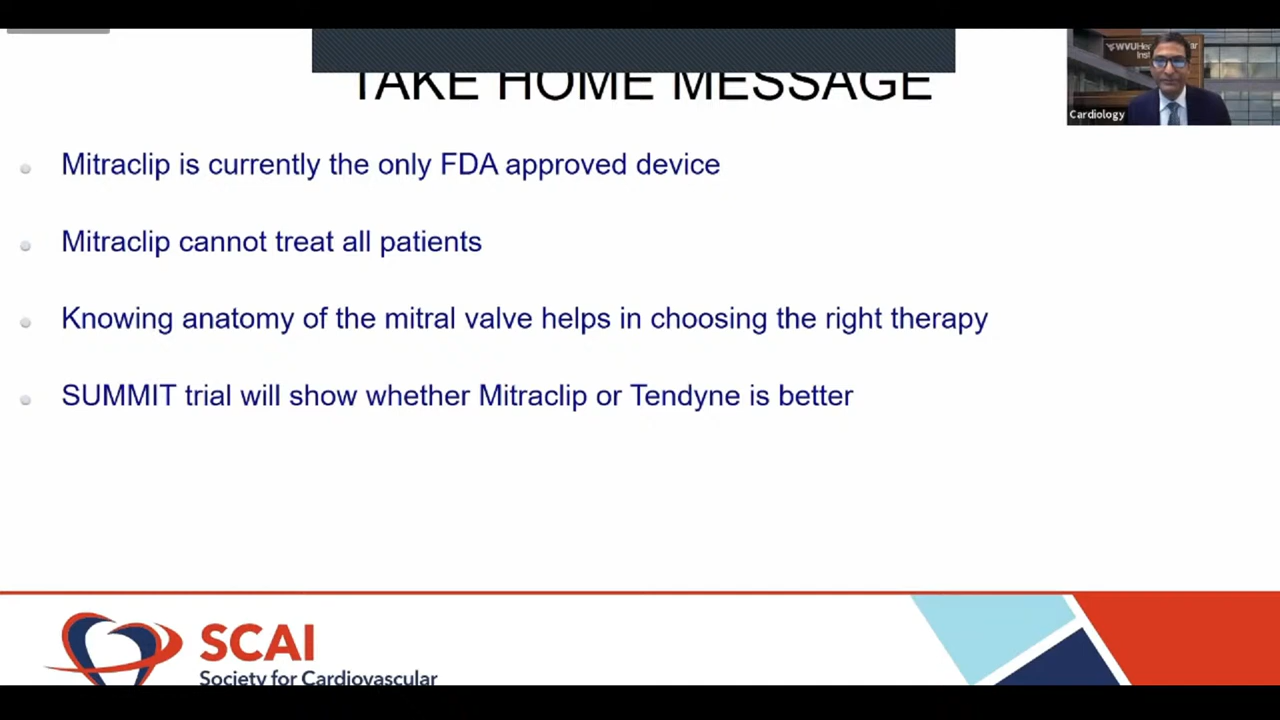 TAKE HOME MESSAGE
Cardiology
Mitraclip is currently the only FDA approved device
Mitraclip cannot treat all patients
Knowing anatomy of the mitral valve helps in choosing the right therapy
SUMMIT trial will show whether Mitraclip or Tendyne is better
SCAI
Society for Cardiovascular